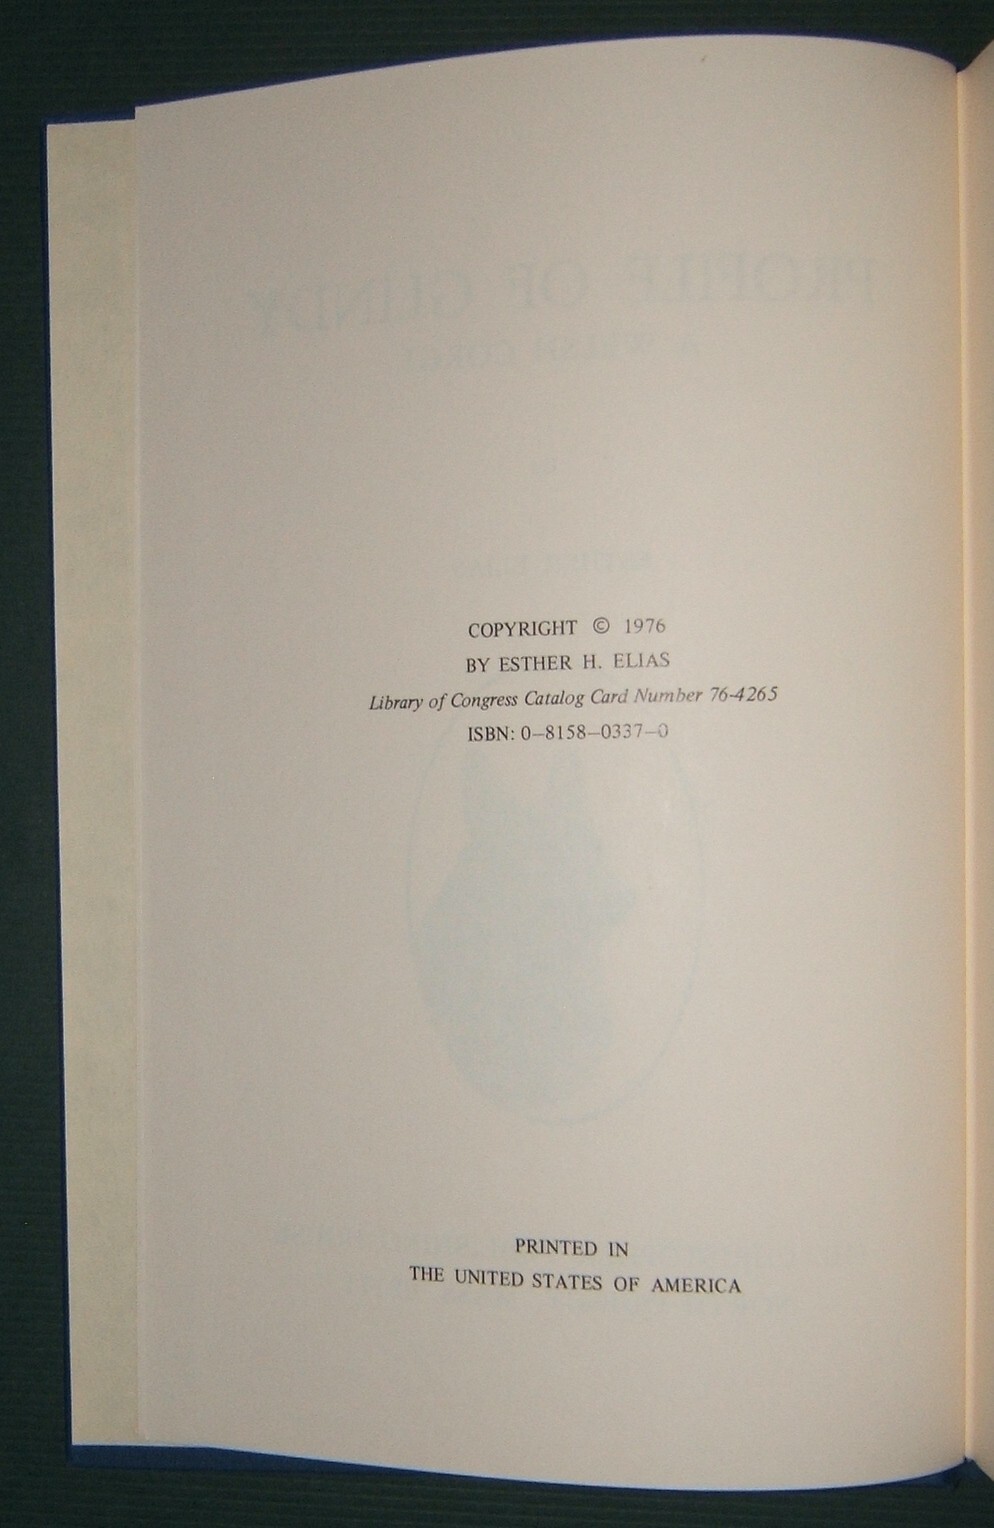 COPYRIGHT © 1976
BY ESTHER H. ELIAS
Library of Congress Catalog Card Number 76-4265
ISBN: 0—8158—0337—0
PRINTED IN
THE UNITED STATES OF AMERICA